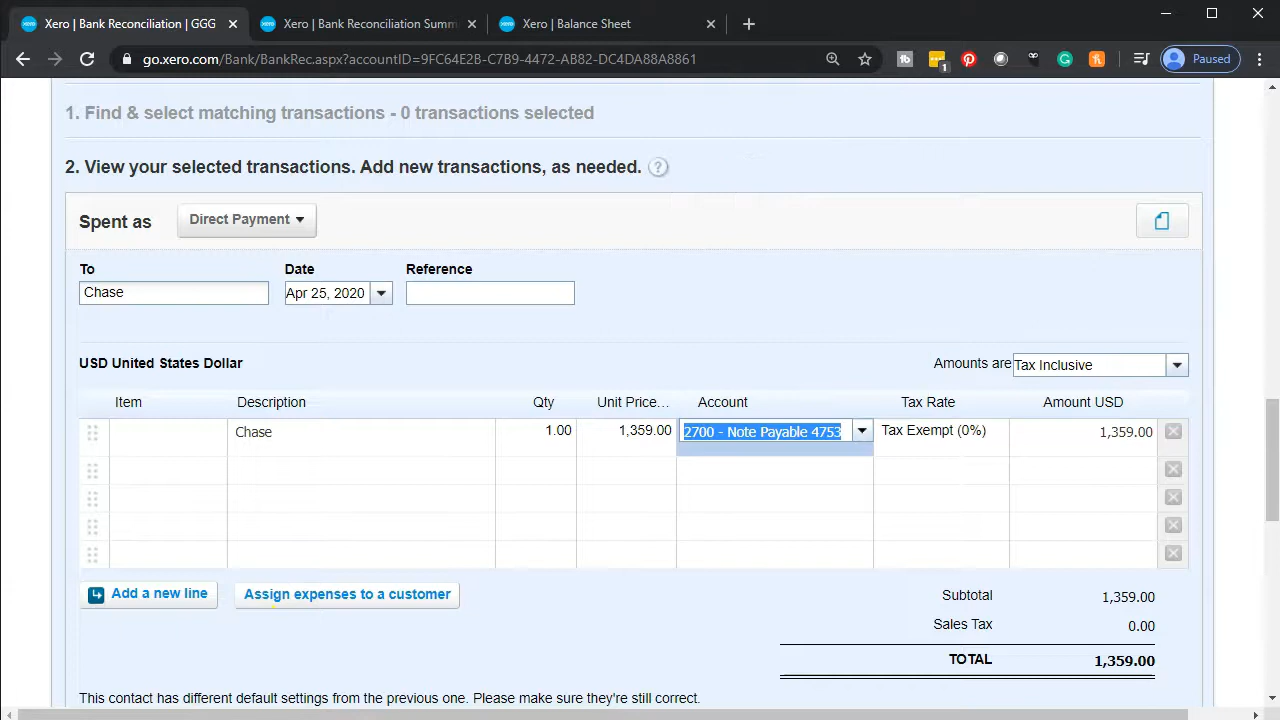 Xero | Bank Reconciliation | GGG
Xero | Bank Reconciliation Summ
Xero | Balance Sheet
go.xero.com/Bank/BankRec.aspx?accountID=9FC64E2B-C7B9-4472-AB82-DC4DA88A8861
1
Paused
1. Find & select matching transactions - 0 transactions selected
2. View your selected transactions. Add new transactions, as needed. ?
Spent as Direct Payment
To Date Reference
Chase Apr 25, 2020
USD United States Dollar Amounts are Tax Inclusive
Item Description Qty Unit Price... Account Tax Rate Amount USD
Chase 1.00 1,359.00 2700 - Note Payable 4753 Tax Exempt (0%) 1,359.00
Add a new line Assign expenses to a customer
Subtotal 1,359.00
Sales Tax 0.00
TOTAL 1,359.00
This contact has different default settings from the previous one. Please make sure they're still correct.